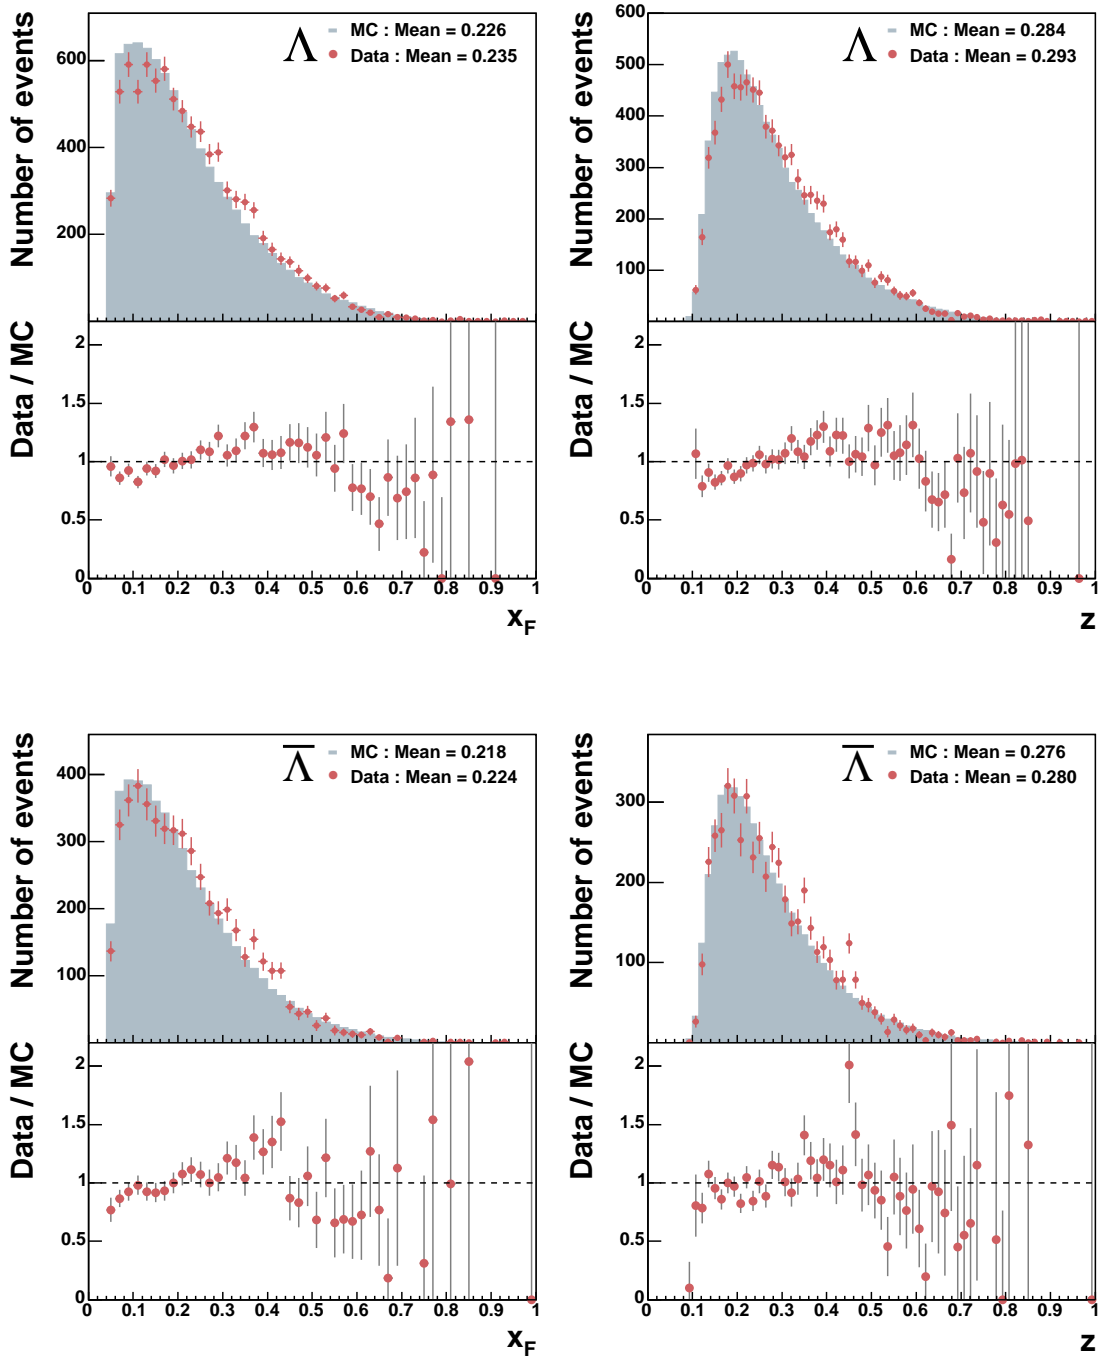 Number of events
600
400
200
Λ
MC : Mean = 0.226
Data : Mean = 0.235
Data / MC
2
1.5
1
0.5
0
0 0.1 0.2 0.3 0.4 0.5 0.6 0.7 0.8 0.9 1
x_F
Number of events
600
500
400
300
200
100
Λ
MC : Mean = 0.284
Data : Mean = 0.293
Data / MC
2
1.5
1
0.5
0
0 0.1 0.2 0.3 0.4 0.5 0.6 0.7 0.8 0.9 1
z
Number of events
400
300
200
100
Λ̅
MC : Mean = 0.218
Data : Mean = 0.224
Data / MC
2
1.5
1
0.5
0
0 0.1 0.2 0.3 0.4 0.5 0.6 0.7 0.8 0.9 1
x_F
Number of events
300
200
100
Λ̅
MC : Mean = 0.276
Data : Mean = 0.280
Data / MC
2
1.5
1
0.5
0
0 0.1 0.2 0.3 0.4 0.5 0.6 0.7 0.8 0.9 1
z